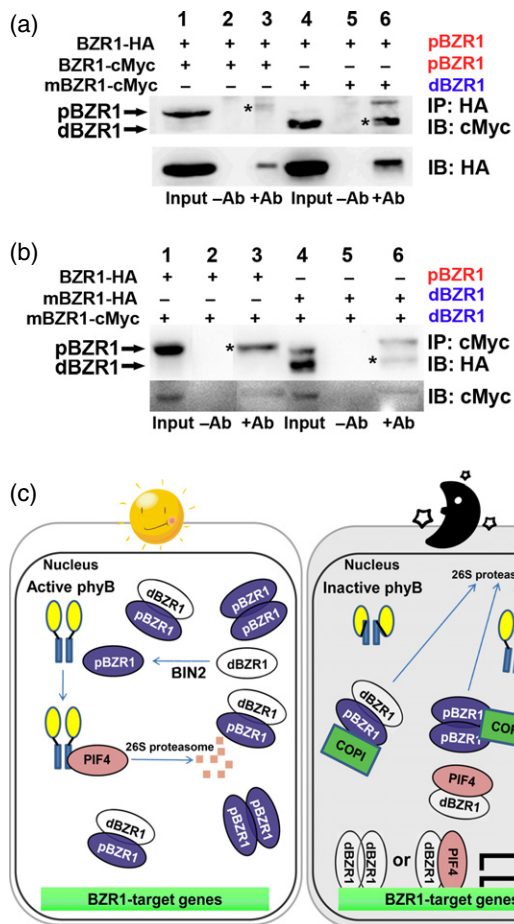 (a)
1 2 3 4 5 6
BZR1-HA + + + + + + pBZR1
BZR1-cMyc + + + – – – pBZR1
mBZR1-cMyc – – – + + + dBZR1
pBZR1 * IP: HA
dBZR1 * IB: cMyc
IB: HA
Input –Ab +Ab Input –Ab +Ab
(b)
1 2 3 4 5 6
BZR1-HA + + + – – – pBZR1
mBZR1-HA – – – + + + dBZR1
mBZR1-cMyc + + + + + + dBZR1
pBZR1 * IP: cMyc
dBZR1 * IB: HA
IB: cMyc
Input –Ab +Ab Input –Ab +Ab
(c)
Nucleus
Active phyB
dBZR1
pBZR1
pBZR1
pBZR1
pBZR1
BIN2
dBZR1
dBZR1
pBZR1
PIF4
26S proteasome
dBZR1
pBZR1
pBZR1
pBZR1
BZR1-target genes
Nucleus
Inactive phyB
26S proteas
dBZR1
pBZR1
COPI
pBZR1
pBZR1
COPI
PIF4
dBZR1
dBZR1
dBZR1
or
dBZR1
PIF4
BZR1-target genes